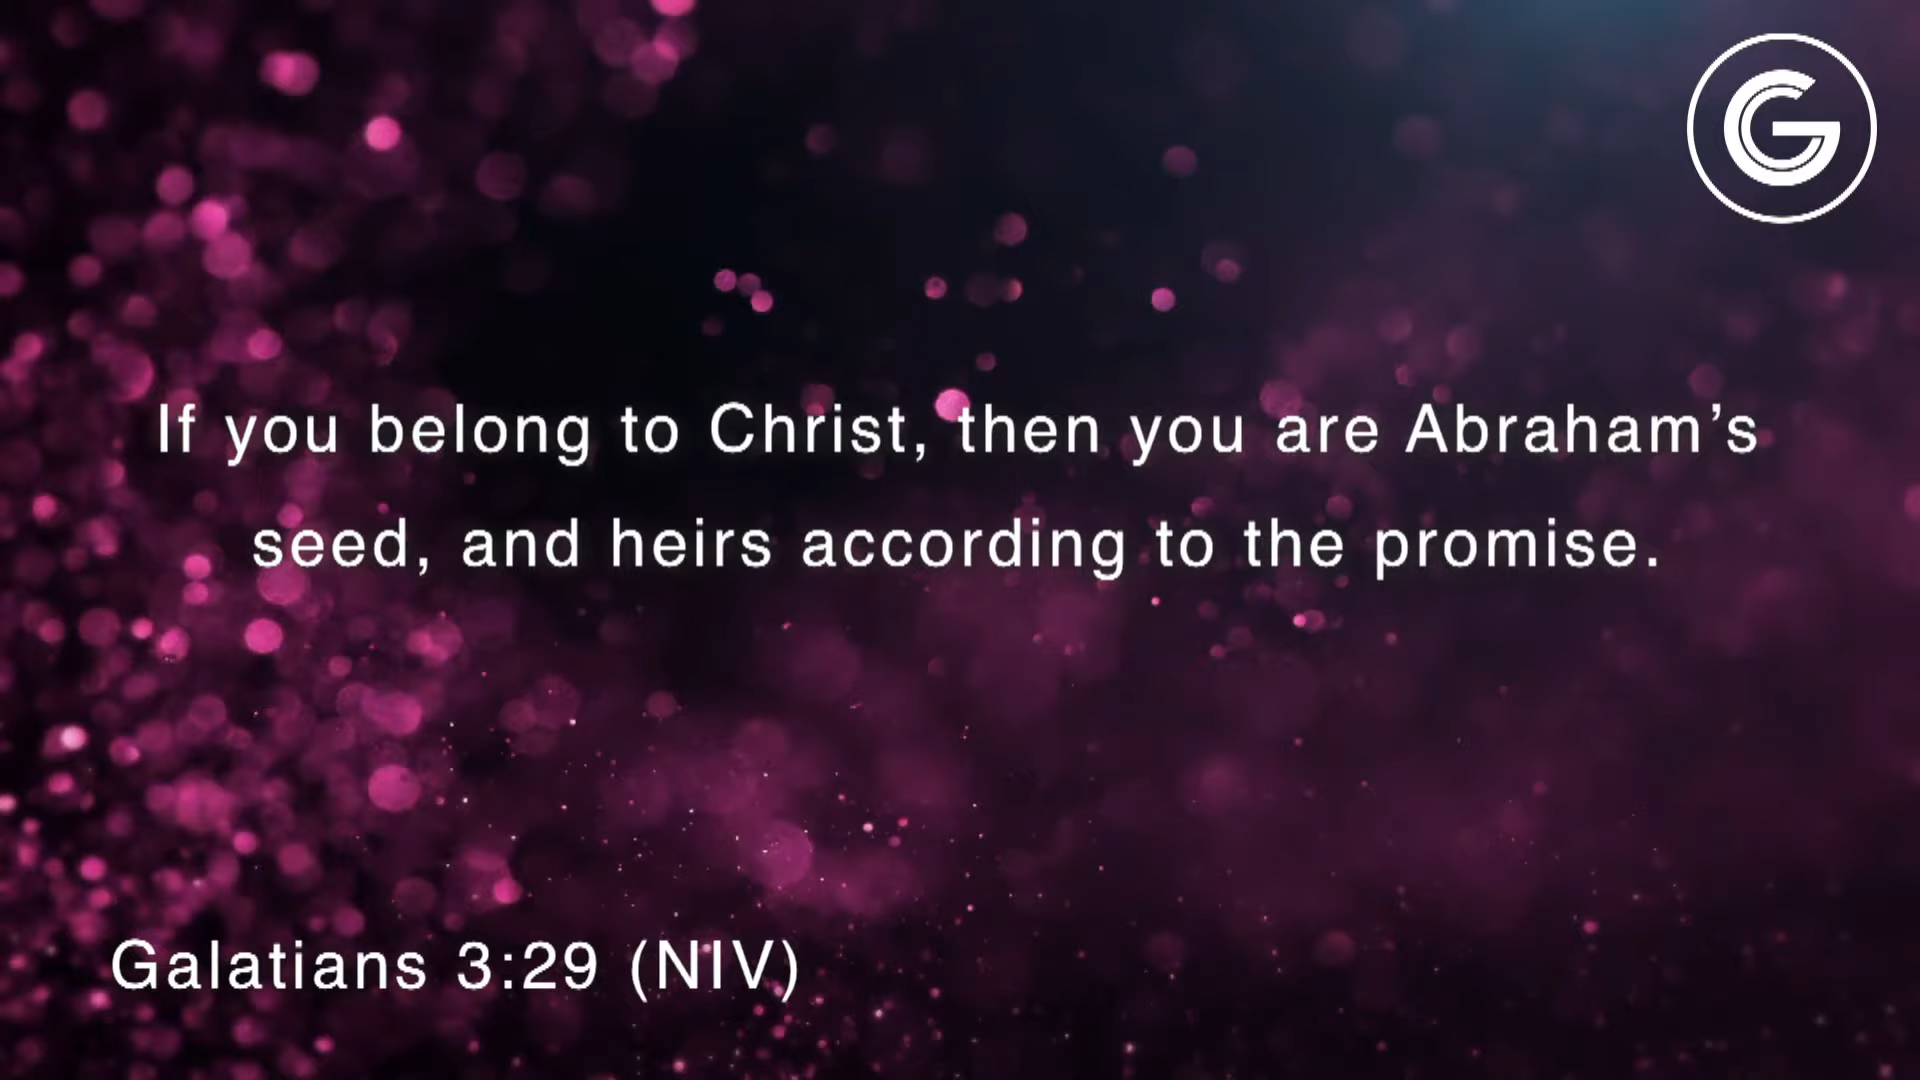 G
If you belong to Christ, then you are Abraham’s
seed, and heirs according to the promise.
Galatians 3:29 (NIV)